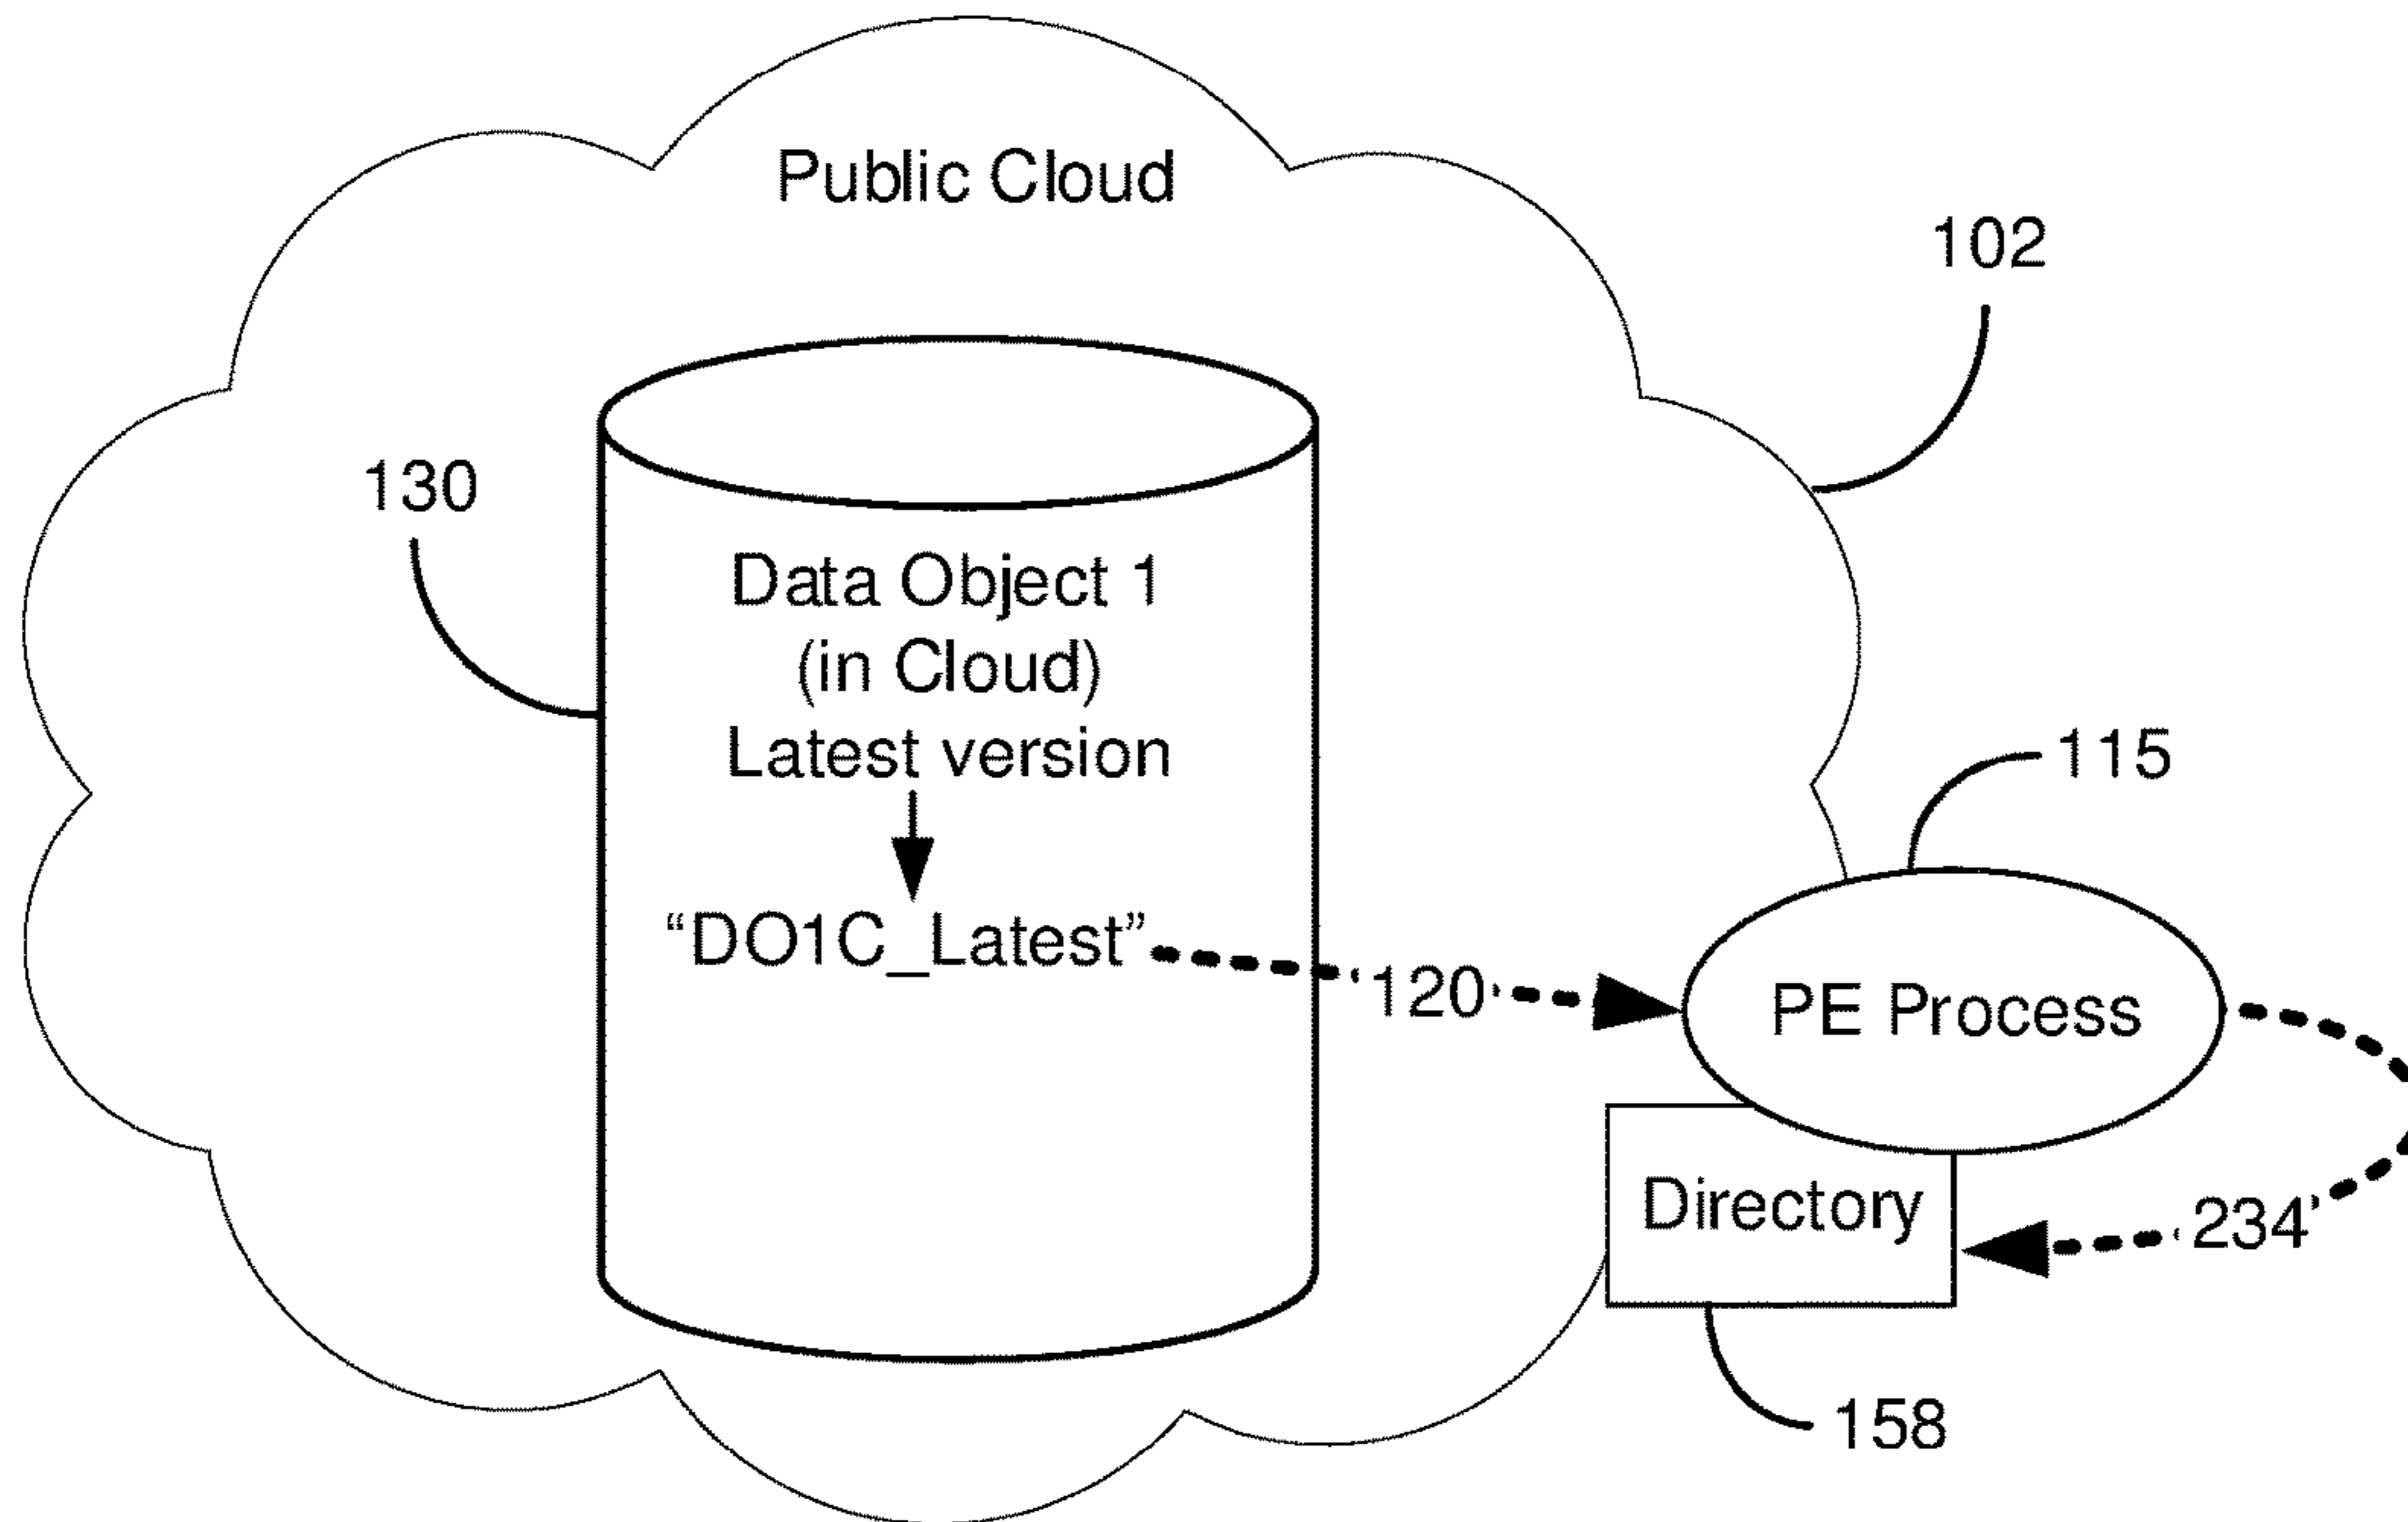 Public Cloud
102
130
Data Object 1
(in Cloud)
Latest version
115
“DO1C_Latest”
120
PE Process
Directory
234
158